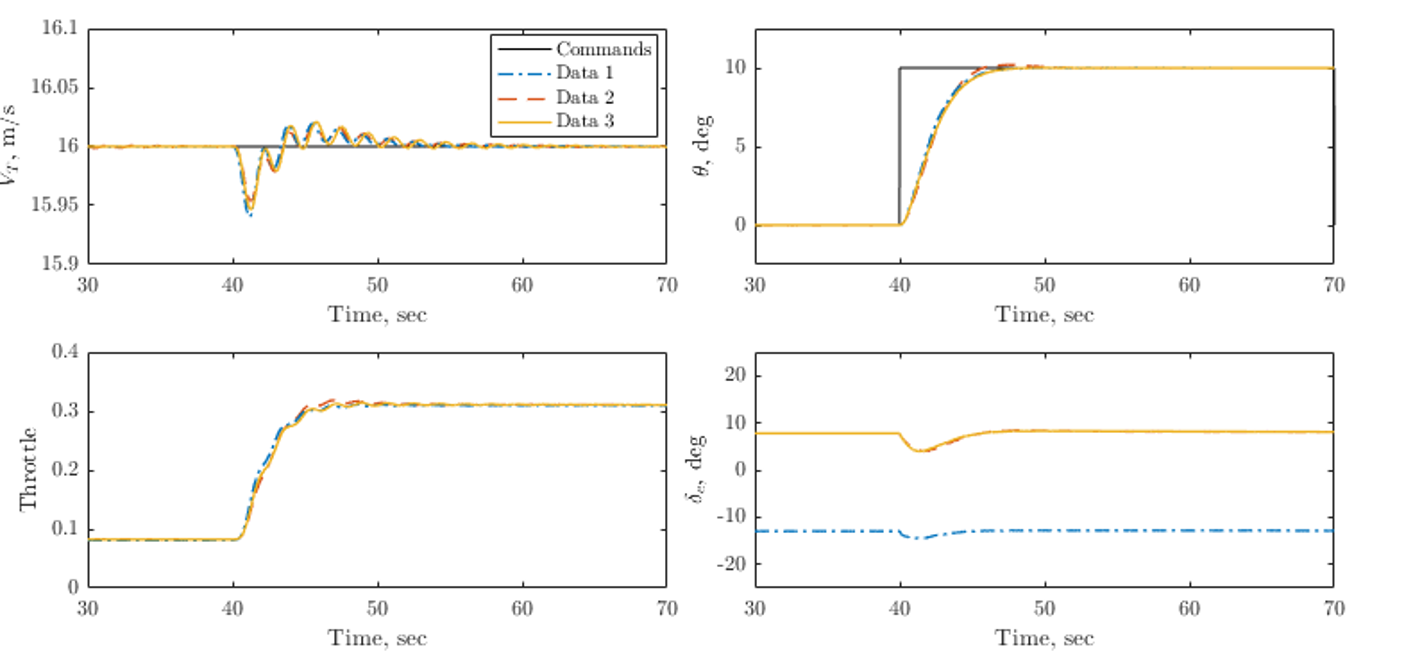 16.1
16.05
16
15.95
15.9
V_T, m/s
30 40 50 60 70
Time, sec
Commands
Data 1
Data 2
Data 3
10
5
0
θ, deg
30 40 50 60 70
Time, sec
0.4
0.3
0.2
0.1
0
Throttle
30 40 50 60 70
Time, sec
20
10
0
-10
-20
δ_e, deg
30 40 50 60 70
Time, sec